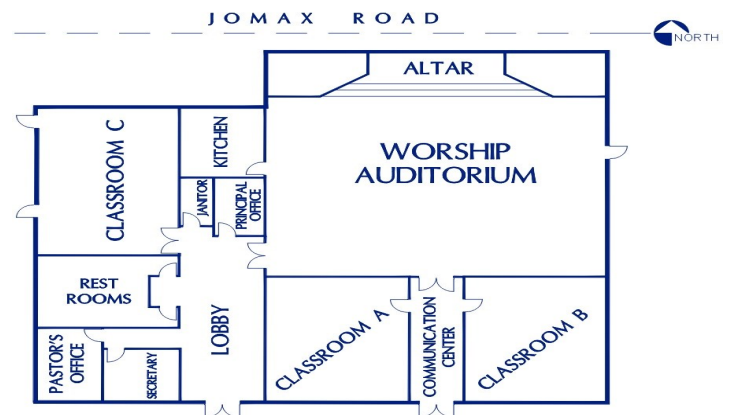 JOMAX ROAD
NORTH
ALTAR
WORSHIP
AUDITORIUM
KITCHEN
CLASSROOM C
JANITOR
PRINCIPAL
OFFICE
REST
ROOMS
LOBBY
PASTOR'S
OFFICE
SECRETARY
CLASSROOM A
COMMUNICATION
CENTER
CLASSROOM B